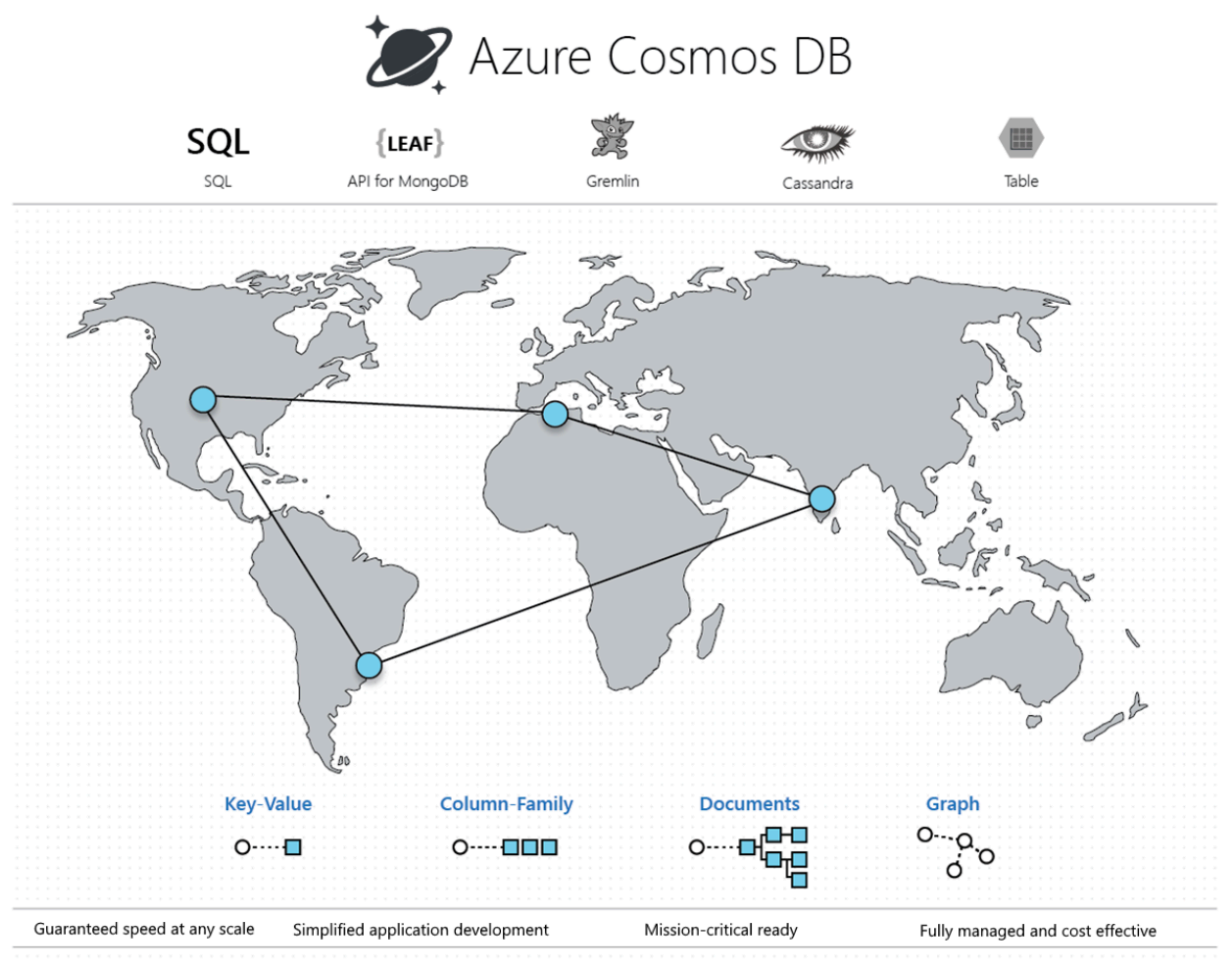 Azure Cosmos DB
SQL
{LEAF}
SQL
API for MongoDB
Gremlin
Cassandra
Table
Key-Value
Column-Family
Documents
Graph
Guaranteed speed at any scale
Simplified application development
Mission-critical ready
Fully managed and cost effective